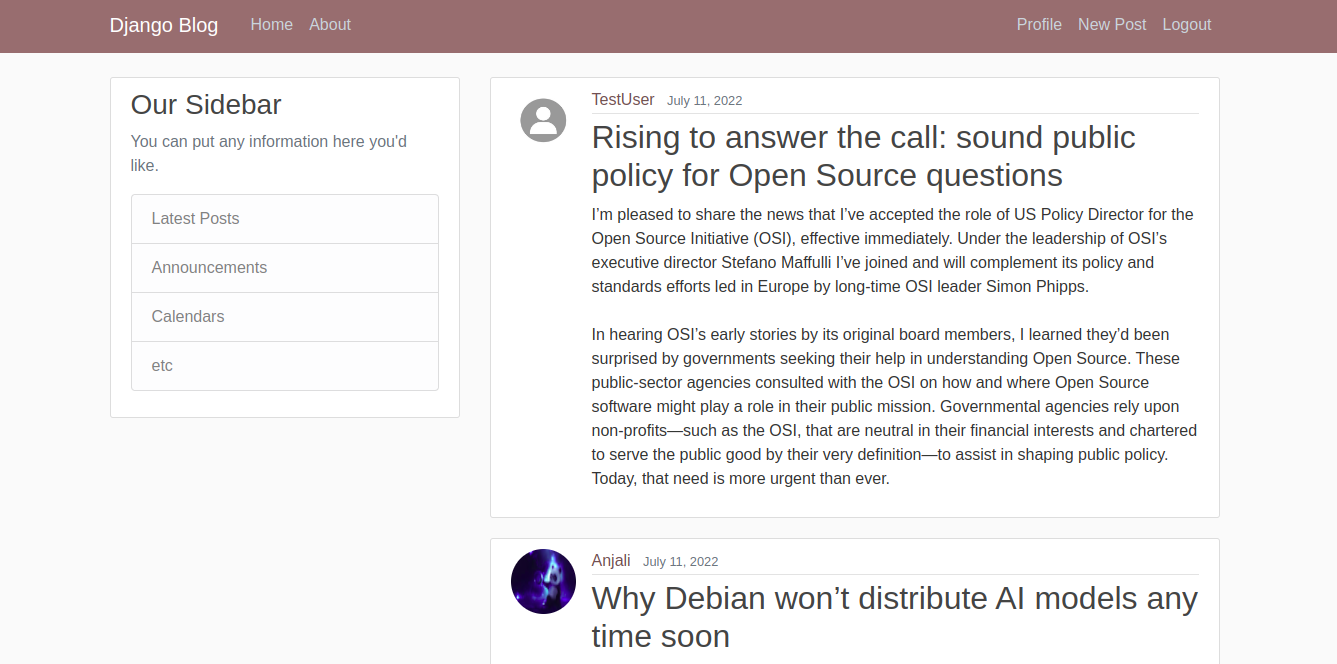 Django Blog Home About Profile New Post Logout
Our Sidebar
You can put any information here you'd
like.
Latest Posts
Announcements
Calendars
etc
TestUser July 11, 2022
Rising to answer the call: sound public
policy for Open Source questions
I’m pleased to share the news that I’ve accepted the role of US Policy Director for the
Open Source Initiative (OSI), effective immediately. Under the leadership of OSI’s
executive director Stefano Maffulli I’ve joined and will complement its policy and
standards efforts led in Europe by long-time OSI leader Simon Phipps.
In hearing OSI’s early stories by its original board members, I learned they’d been
surprised by governments seeking their help in understanding Open Source. These
public-sector agencies consulted with the OSI on how and where Open Source
software might play a role in their public mission. Governmental agencies rely upon
non-profits—such as the OSI, that are neutral in their financial interests and chartered
to serve the public good by their very definition—to assist in shaping public policy.
Today, that need is more urgent than ever.
Anjali July 11, 2022
Why Debian won’t distribute AI models any
time soon